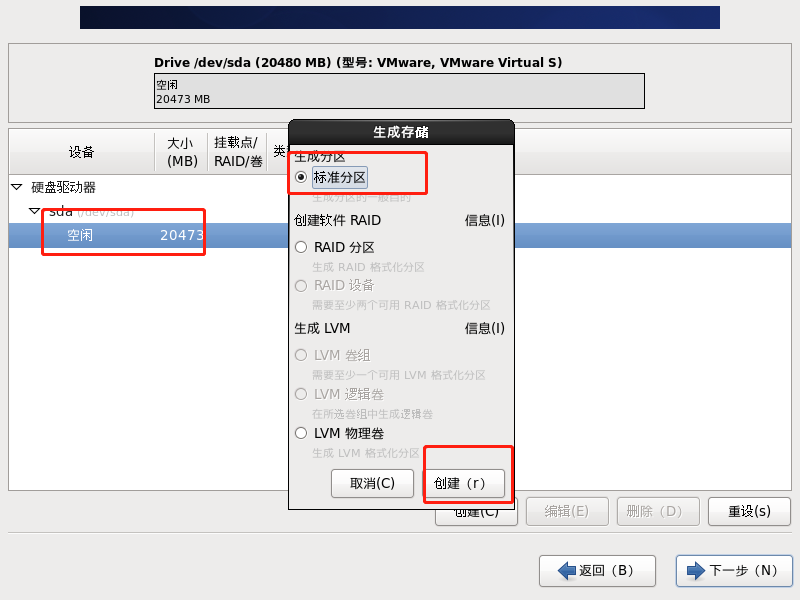 Drive /dev/sda (20480 MB) (型号: VMware, VMware Virtual S)
空闲
20473 MB
设备
大小
(MB)
挂载点/
RAID/卷
类
硬盘驱动器
sda (/dev/sda)
空闲 20473
生成存储
生成分区
标准分区
生成分区的一般目的
创建软件 RAID 信息(I)
RAID 分区
生成 RAID 格式化分区
RAID 设备
需要至少两个可用 RAID 格式化分区
生成 LVM 信息(I)
LVM 卷组
需要至少一个可用 LVM 格式化分区
LVM 逻辑卷
在所选卷组中生成逻辑卷
LVM 物理卷
生成 LVM 格式化分区
取消(C) 创建（r）
创建(C) 编辑(E) 删除（D） 重设(s)
返回（B） 下一步（N）